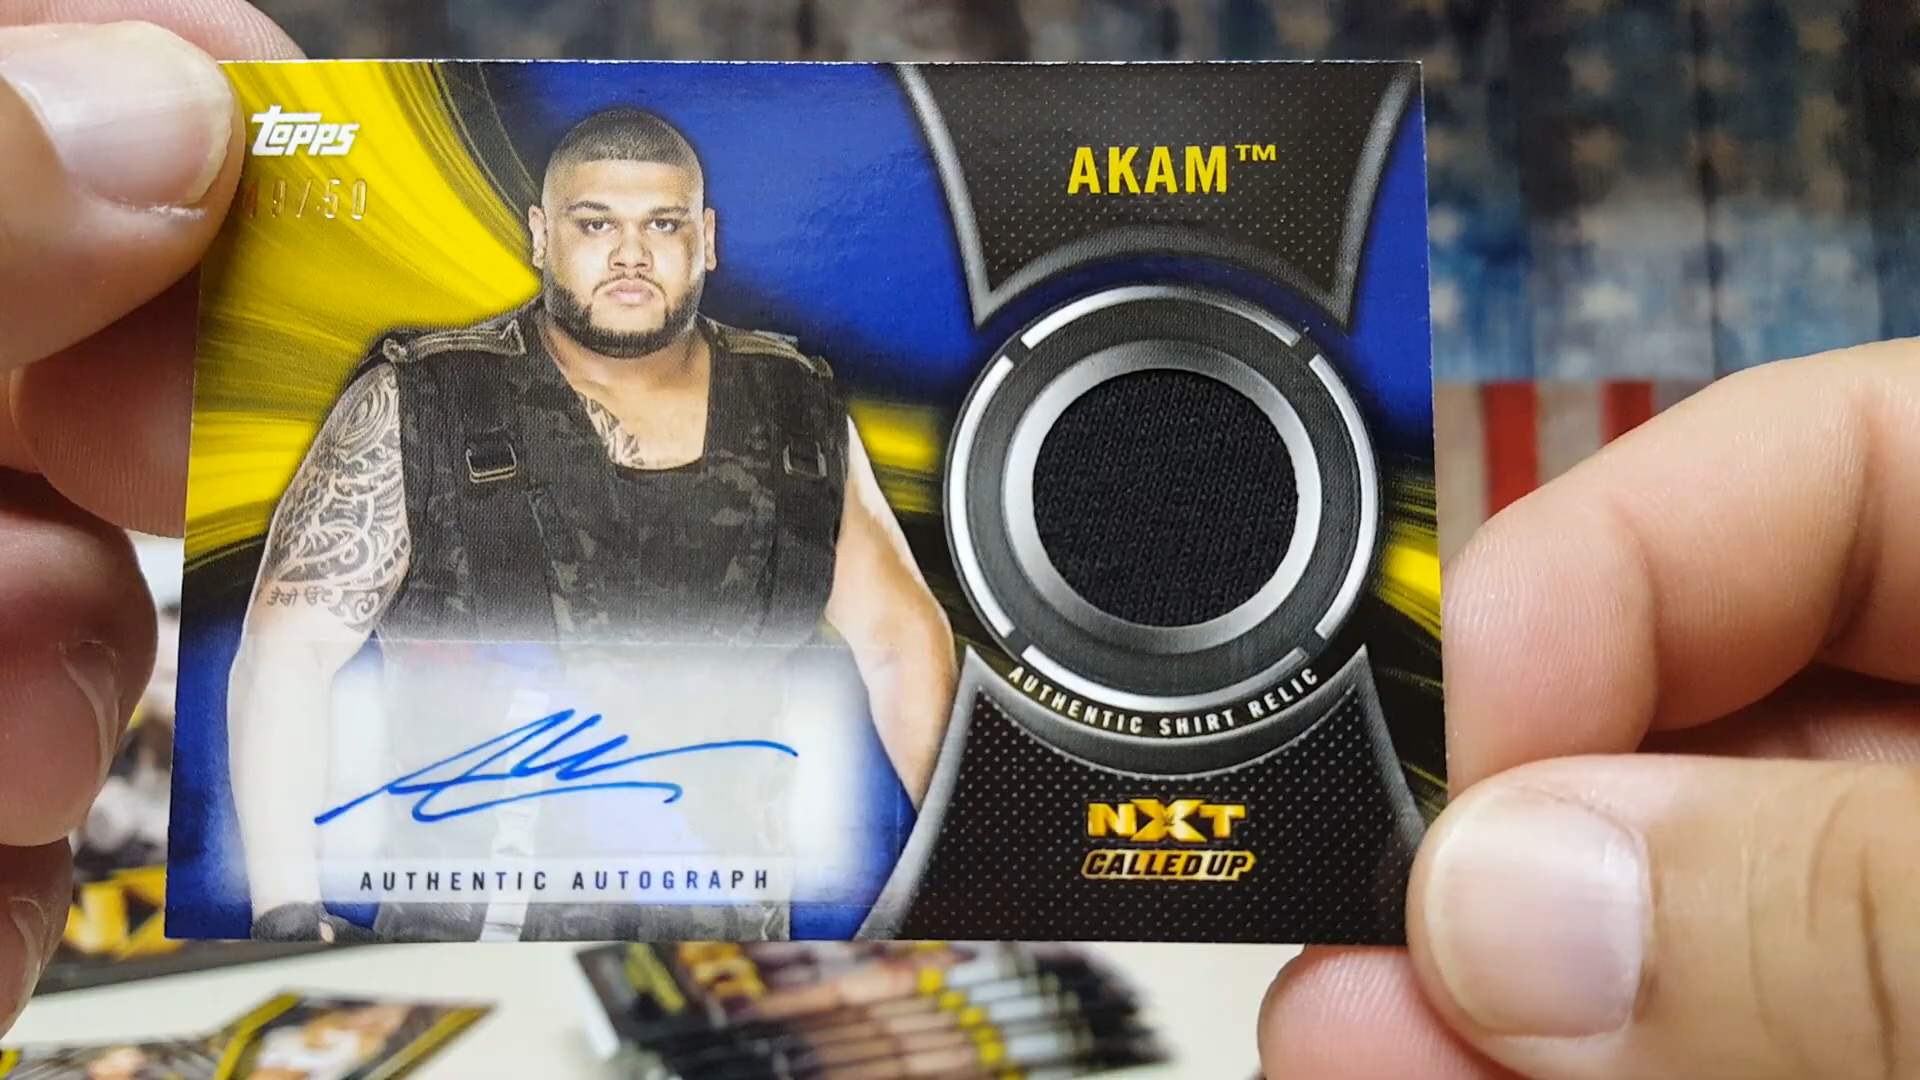 topps
49/50
AKAM™
AUTHENTIC SHIRT RELIC
NXT
CALLED UP
AUTHENTIC AUTOGRAPH